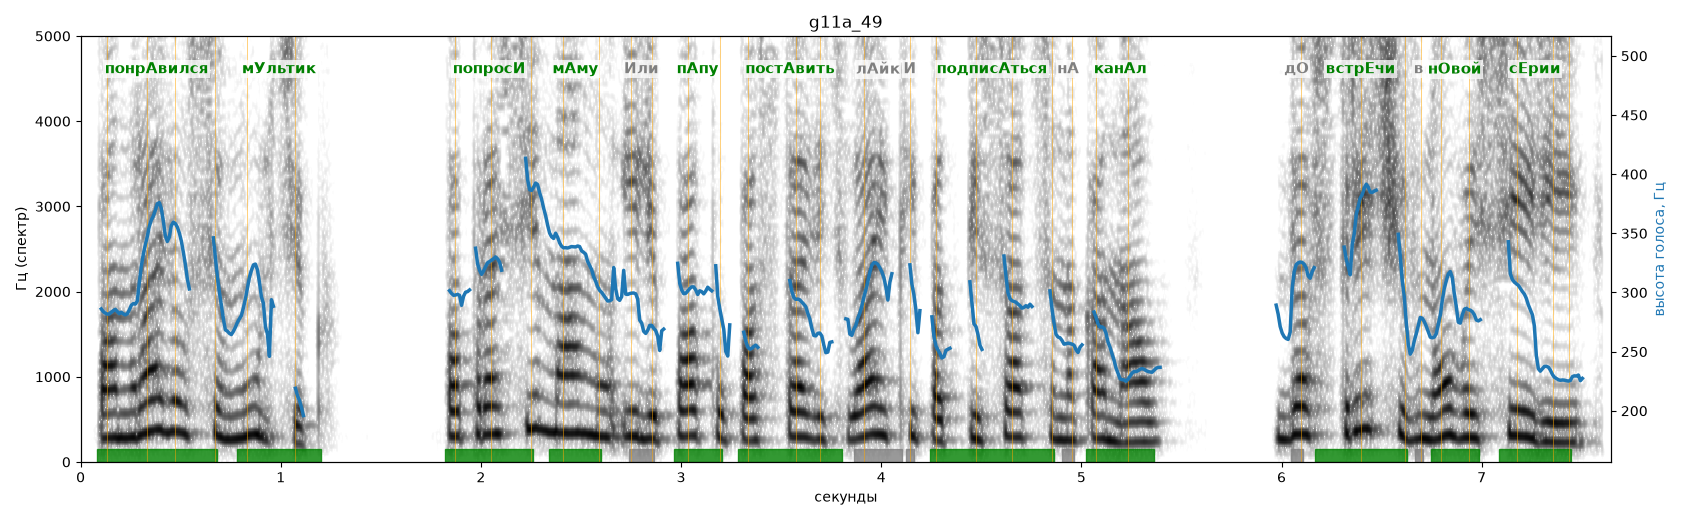 g11a_49
понрАвился мУльтик попросИ мАму Или пАпу постАвить лАйк И подписАться нА канАл дО встрЕчи в нОвой сЕрии
Гц (спектр)
5000
4000
3000
2000
1000
0
500
450
400
350
300
250
200
высота голоса, Гц
0 1 2 3 4 5 6 7
секунды